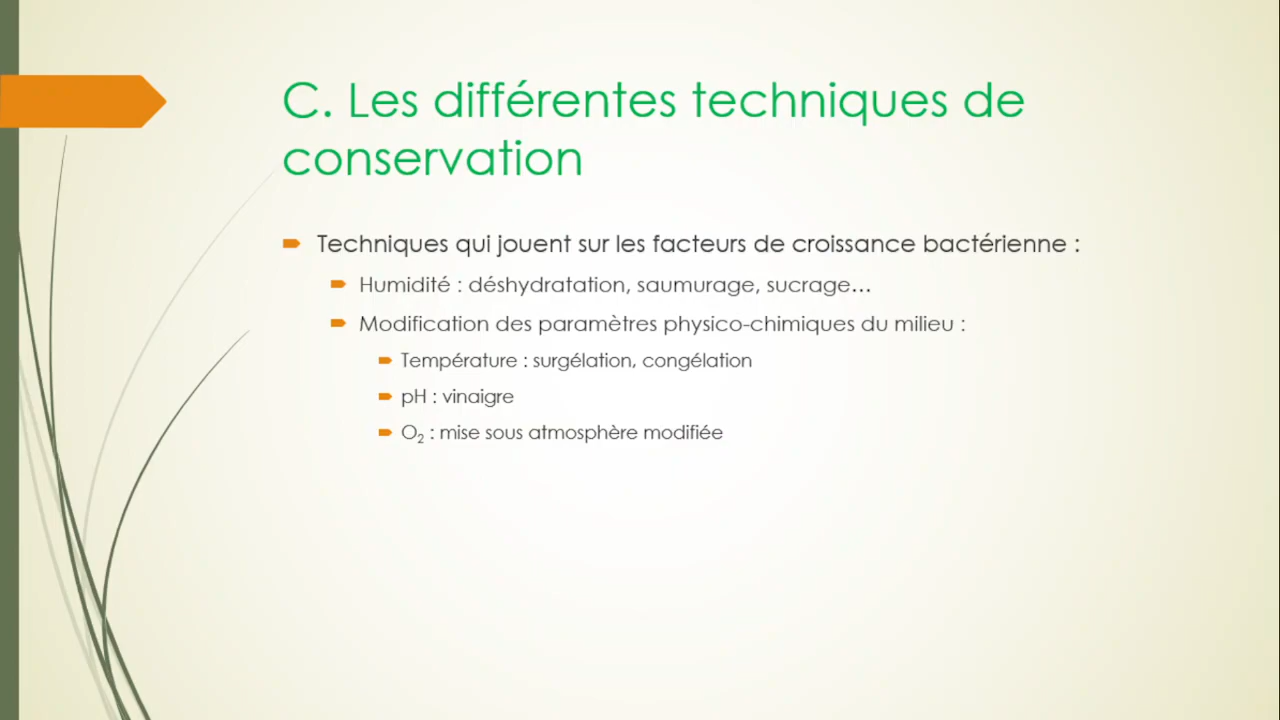 C. Les différentes techniques de
conservation
Techniques qui jouent sur les facteurs de croissance bactérienne :
Humidité : déshydratation, saumurage, sucrage…
Modification des paramètres physico-chimiques du milieu :
Température : surgélation, congélation
pH : vinaigre
O₂ : mise sous atmosphère modifiée